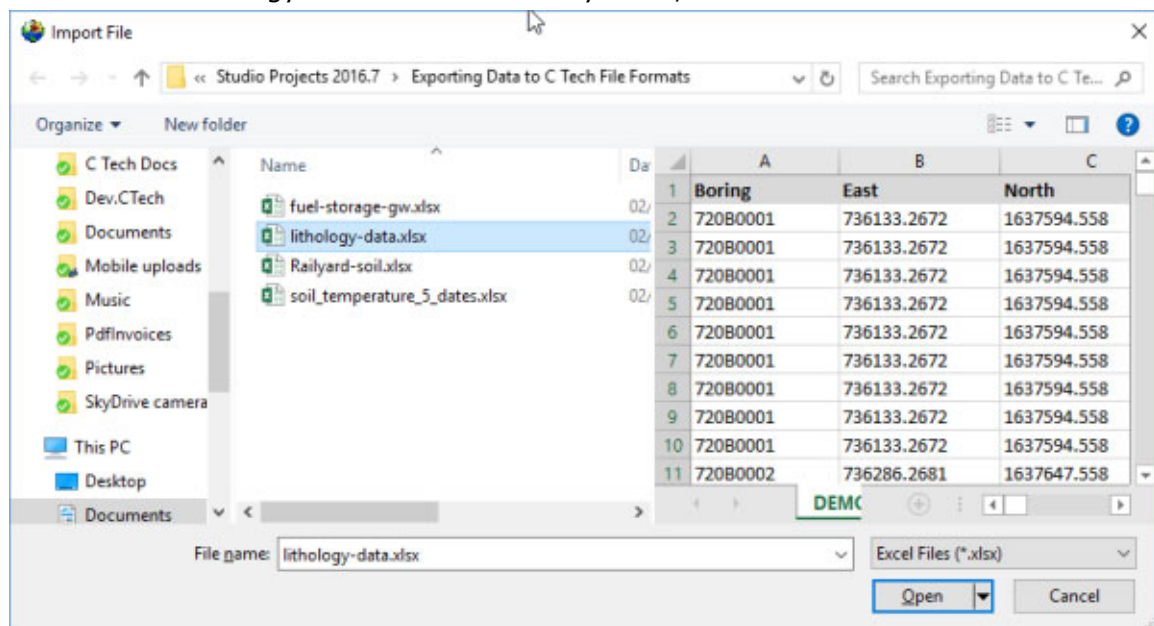 Import File
« Studio Projects 2016.7 > Exporting Data to C Tech File Formats
Search Exporting Data to C Te...
Organize
New folder
C Tech Docs
Dev.CTech
Documents
Mobile uploads
Music
PdfInvoices
Pictures
SkyDrive camera
This PC
Desktop
Documents
Name
Da
fuel-storage-gw.xlsx 02/
lithology-data.xlsx 02/
Railyard-soil.xlsx 02/
soil_temperature_5_dates.xlsx 02/
A B C
1 Boring East North
2 720B0001 736133.2672 1637594.558
3 720B0001 736133.2672 1637594.558
4 720B0001 736133.2672 1637594.558
5 720B0001 736133.2672 1637594.558
6 720B0001 736133.2672 1637594.558
7 720B0001 736133.2672 1637594.558
8 720B0001 736133.2672 1637594.558
9 720B0001 736133.2672 1637594.558
10 720B0001 736133.2672 1637594.558
11 720B0002 736286.2681 1637647.558
DEMO
File name: lithology-data.xlsx
Excel Files (*.xlsx)
Open
Cancel